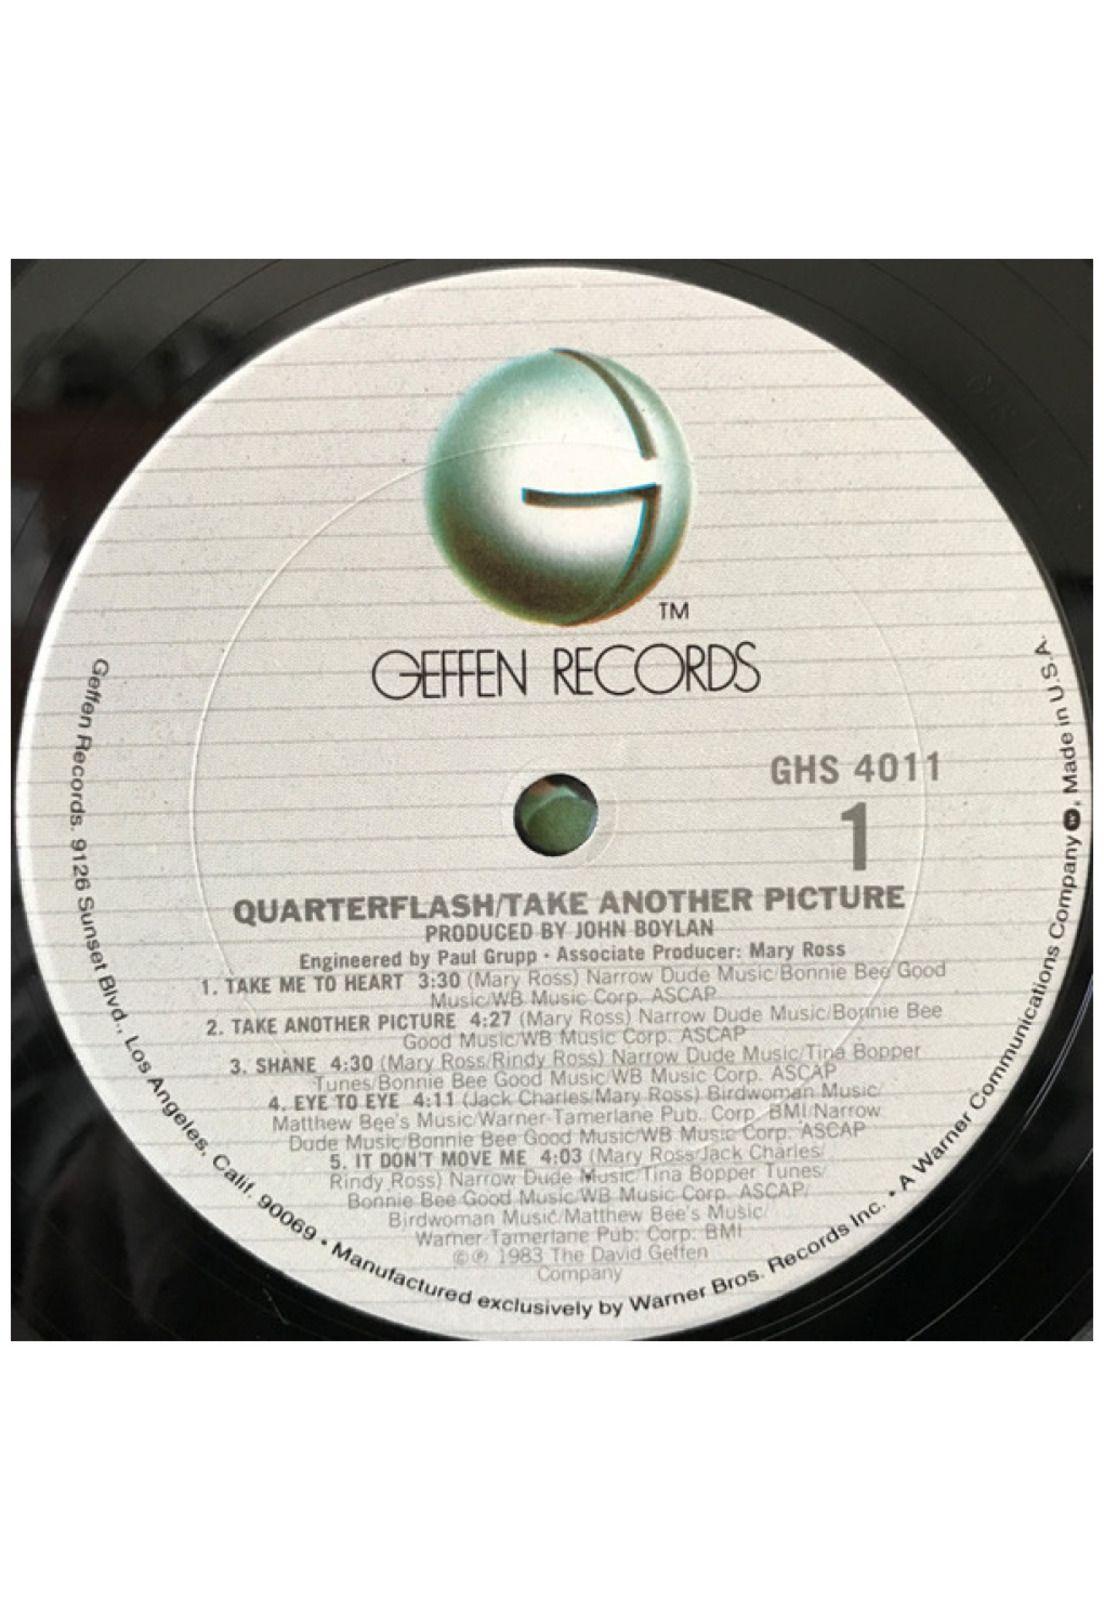 TM
GEFFEN RECORDS
GHS 4011
1
QUARTERFLASH/TAKE ANOTHER PICTURE
PRODUCED BY JOHN BOYLAN
Engineered by Paul Grupp · Associate Producer: Mary Ross
1. TAKE ME TO HEART 3:30 (Mary Ross) Narrow Dude Music/Bonnie Bee Good
Music/WB Music Corp. ASCAP
2. TAKE ANOTHER PICTURE 4:27 (Mary Ross) Narrow Dude Music/Bonnie Bee
Good Music/WB Music Corp. ASCAP
3. SHANE 4:30 (Mary Ross/Rindy Ross) Narrow Dude Music/Tina Bopper
Tunes/Bonnie Bee Good Music/WB Music Corp. ASCAP
4. EYE TO EYE 4:11 (Jack Charles/Mary Ross) Birdwoman Music/
Matthew Bee's Music/Warner-Tamerlane Pub. Corp. BMI/Narrow
Dude Music/Bonnie Bee Good Music/WB Music Corp. ASCAP
5. IT DON'T MOVE ME 4:03 (Mary Ross/Jack Charles/
Rindy Ross) Narrow Dude Music/Tina Bopper Tunes/
Bonnie Bee Good Music/WB Music Corp. ASCAP/
Birdwoman Music/Matthew Bee's Music/
Warner-Tamerlane Pub. Corp. BMI
©℗ 1983 The David Geffen
Company
Geffen Records. 9126 Sunset Blvd., Los Angeles, Calif. 90069 • Manufactured exclusively by Warner Bros. Records Inc. • A Warner Communications Company, Made in U.S.A.